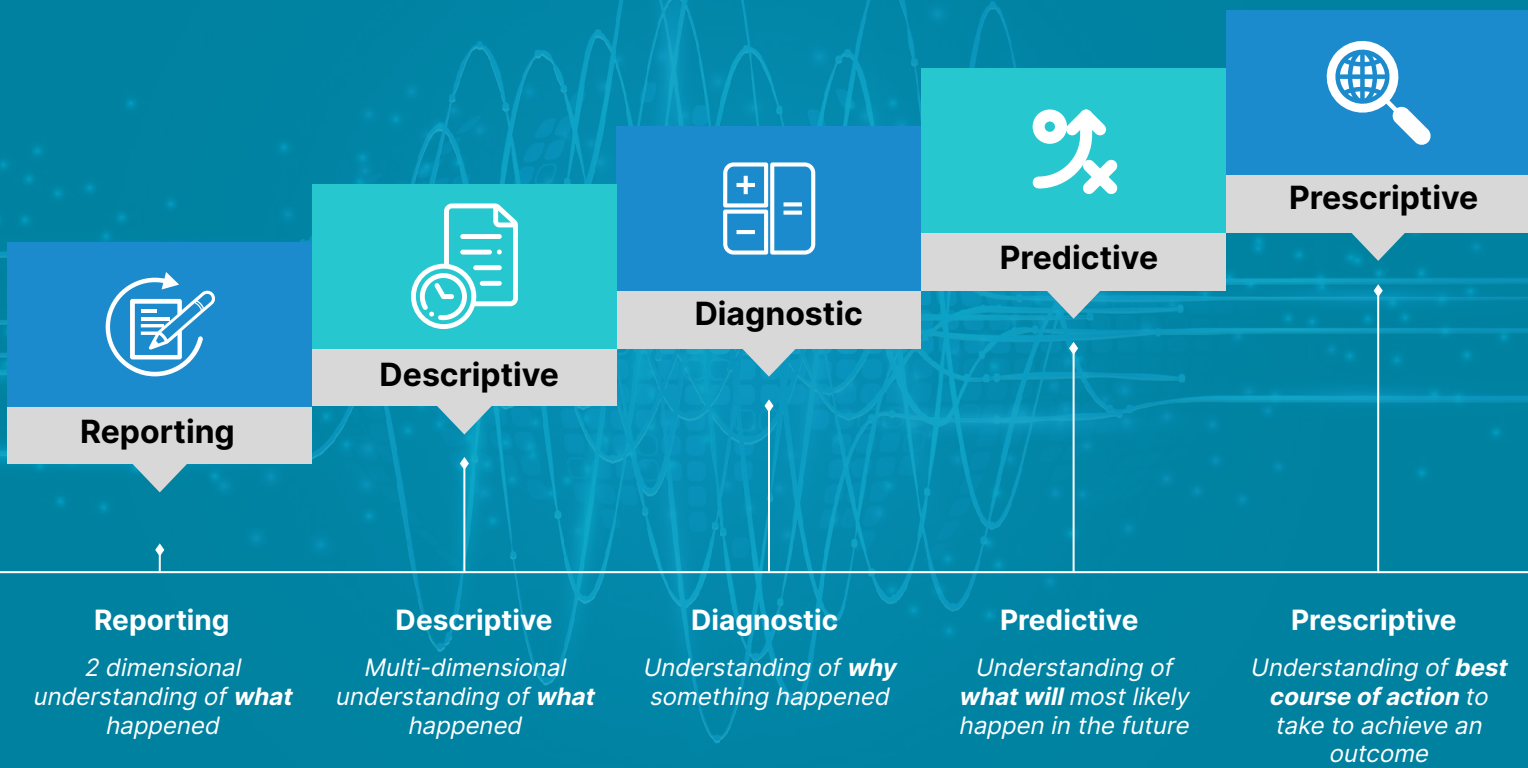 Prescriptive
Predictive
Diagnostic
Descriptive
Reporting
Reporting
2 dimensional
understanding of what
happened
Descriptive
Multi-dimensional
understanding of what
happened
Diagnostic
Understanding of why
something happened
Predictive
Understanding of
what will most likely
happen in the future
Prescriptive
Understanding of best
course of action to
take to achieve an
outcome